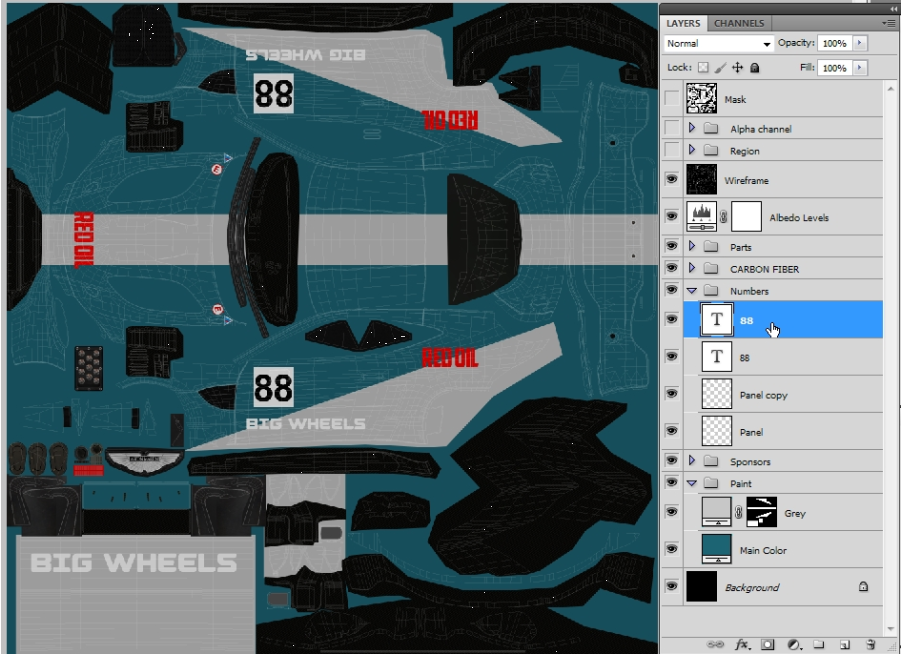 BIG WHEELS
88
RED OIL
RED OIL
RED OIL
88
BIG WHEELS
BIG WHEELS
LAYERS CHANNELS
Normal Opacity: 100%
Lock: Fill: 100%
Mask
Alpha channel
Region
Wireframe
Albedo Levels
Parts
CARBON FIBER
Numbers
T 88
T 88
Panel copy
Panel
Sponsors
Paint
Grey
Main Color
Background
fx